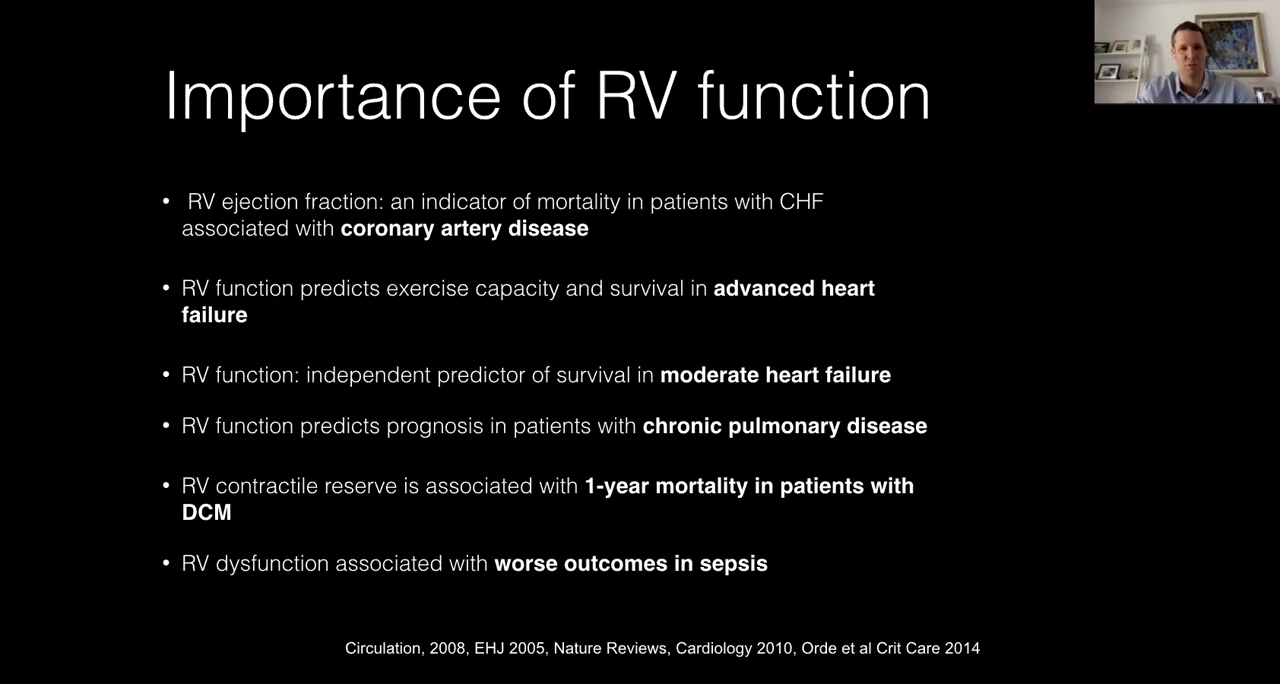 Importance of RV function
• RV ejection fraction: an indicator of mortality in patients with CHF
associated with coronary artery disease
• RV function predicts exercise capacity and survival in advanced heart
failure
• RV function: independent predictor of survival in moderate heart failure
• RV function predicts prognosis in patients with chronic pulmonary disease
• RV contractile reserve is associated with 1-year mortality in patients with
DCM
• RV dysfunction associated with worse outcomes in sepsis
Circulation, 2008, EHJ 2005, Nature Reviews, Cardiology 2010, Orde et al Crit Care 2014